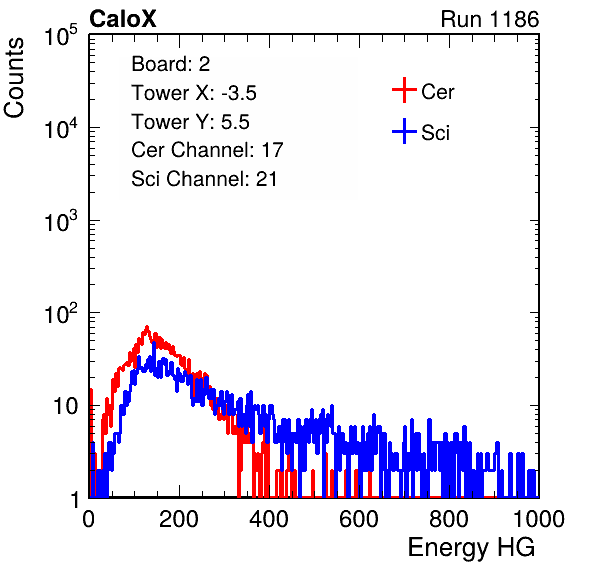 CaloX Run 1186
Counts
Board: 2
Tower X: -3.5
Tower Y: 5.5
Cer Channel: 17
Sci Channel: 21
Cer
Sci
10^5
10^4
10^3
10^2
10
1
0 200 400 600 800 1000
Energy HG